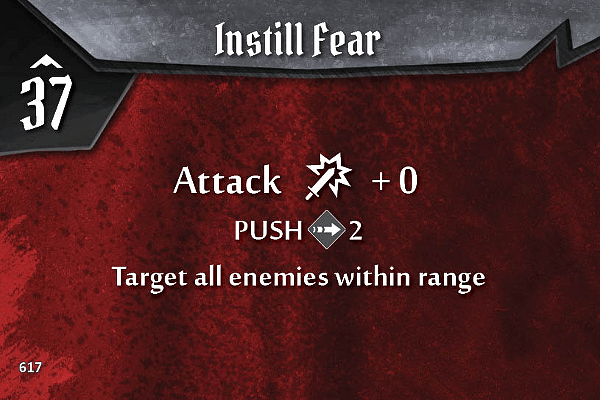 Instill Fear
37
Attack + 0
PUSH 2
Target all enemies within range
617